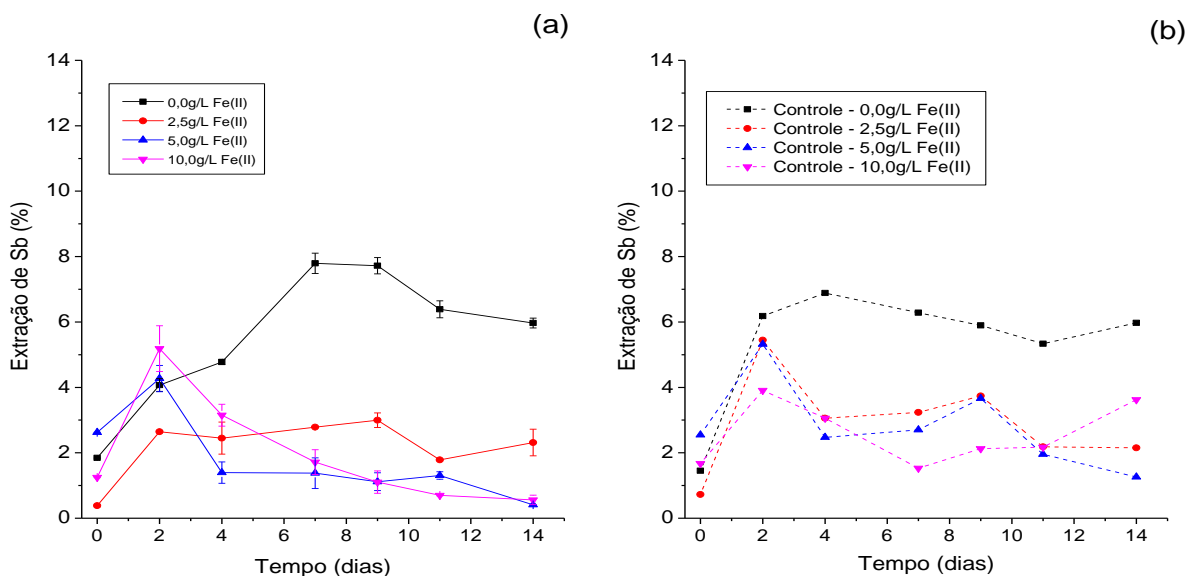 (a)
14
12
10
8
6
4
2
0
Extração de Sb (%)
0,0g/L Fe(II)
2,5g/L Fe(II)
5,0g/L Fe(II)
10,0g/L Fe(II)
0 2 4 6 8 10 12 14
Tempo (dias)
(b)
14
12
10
8
6
4
2
0
Extração de Sb (%)
Controle - 0,0g/L Fe(II)
Controle - 2,5g/L Fe(II)
Controle - 5,0g/L Fe(II)
Controle - 10,0g/L Fe(II)
0 2 4 6 8 10 12 14
Tempo (dias)